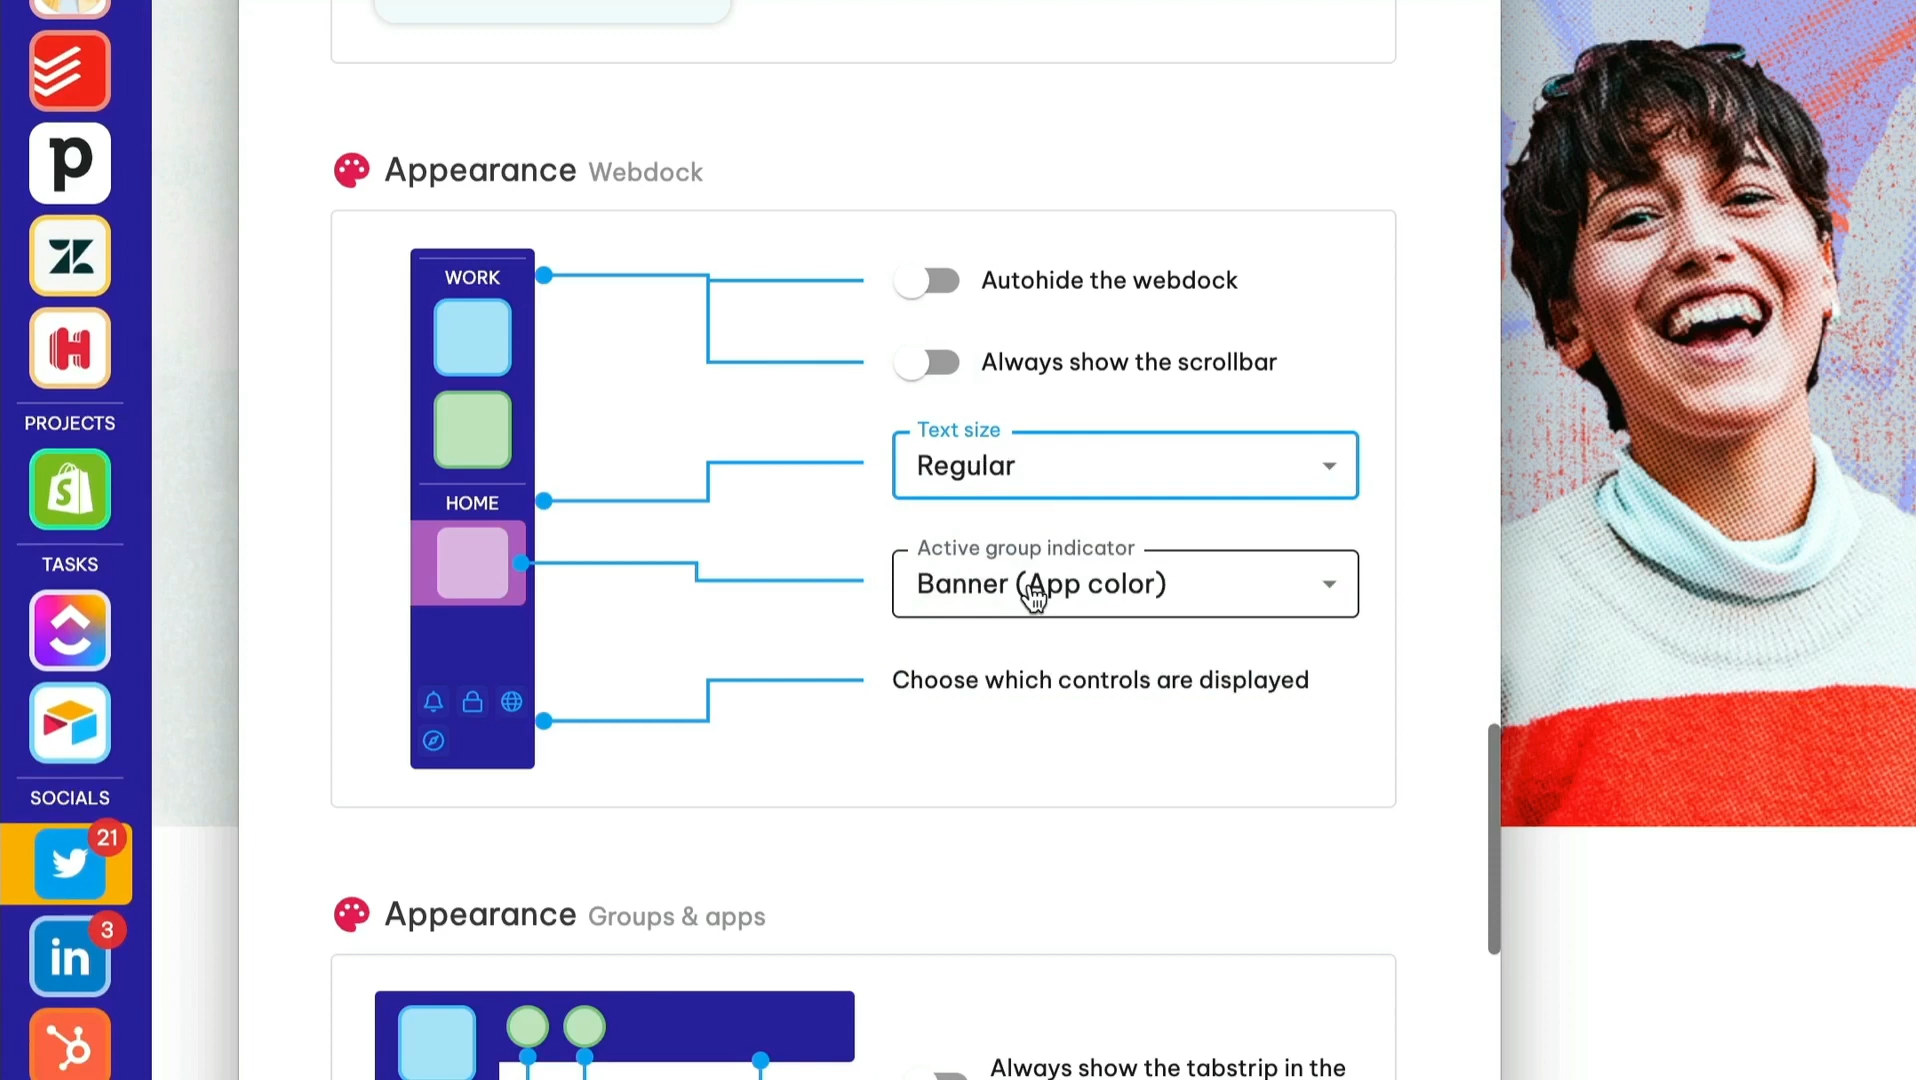 p
PROJECTS
S
TASKS
SOCIALS
21
in
3
Appearance Webdock
WORK
HOME
Autohide the webdock
Always show the scrollbar
Text size
Regular
Active group indicator
Banner (App color)
Choose which controls are displayed
Appearance Groups & apps
Always show the tabstrip in the